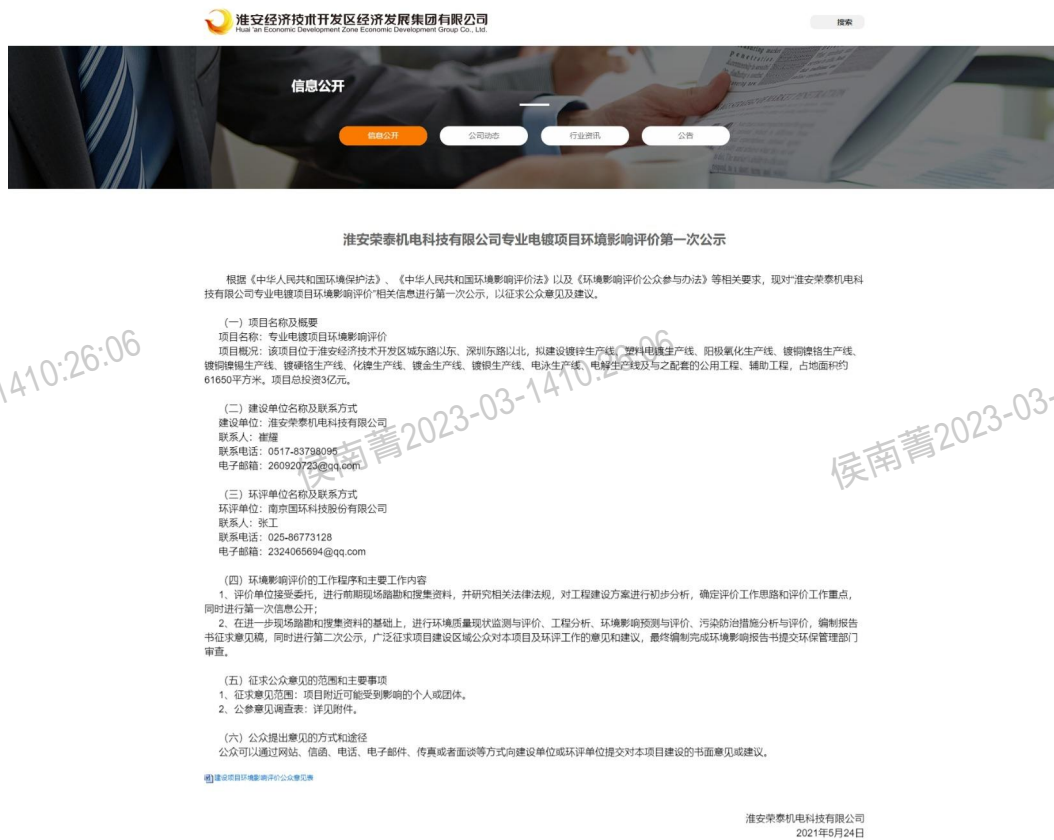 淮安经济技术开发区经济发展集团有限公司
Huai 'an Economic Development Zone Economic Development Group Co., Ltd.
搜索
信息公开
信息公开
公司动态
行业资讯
公告
淮安荣泰机电科技有限公司专业电镀项目环境影响评价第一次公示
根据《中华人民共和国环境保护法》、《中华人民共和国环境影响评价法》以及《环境影响评价公众参与办法》等相关要求，现对“淮安荣泰机电科
技有限公司专业电镀项目环境影响评价”相关信息进行第一次公示，以征求公众意见及建议。
（一）项目名称及概要
项目名称：专业电镀项目环境影响评价
项目概况：该项目位于淮安经济技术开发区城东路以东、深圳东路以北，拟建设镀锌生产线、塑料电镀生产线、阳极氧化生产线、镀铜镍铬生产线、
镀铜镍锡生产线、镀硬铬生产线、化镍生产线、镀金生产线、镀银生产线、电泳生产线、电解生产线及与之配套的公用工程、辅助工程，占地面积约
61650平方米。项目总投资3亿元。
（二）建设单位名称及联系方式
建设单位：淮安荣泰机电科技有限公司
联系人：崔耀
联系电话：0517-83798095
电子邮箱：260920723@qq.com
（三）环评单位名称及联系方式
环评单位：南京国环科技股份有限公司
联系人：张工
联系电话：025-86773128
电子邮箱：2324065694@qq.com
（四）环境影响评价的工作程序和主要工作内容
1、评价单位接受委托，进行前期现场踏勘和搜集资料，并研究相关法律法规，对工程建设方案进行初步分析，确定评价工作思路和评价工作重点，
同时进行第一次信息公开；
2、在进一步现场踏勘和搜集资料的基础上，进行环境质量现状监测与评价、工程分析、环境影响预测与评价、污染防治措施分析与评价，编制报告
书征求意见稿，同时进行第二次公示，广泛征求项目建设区域公众对本项目及环评工作的意见和建议，最终编制完成环境影响报告书提交环保管理部门
审查。
（五）征求公众意见的范围和主要事项
1、征求意见范围：项目附近可能受到影响的个人或团体。
2、公参意见调查表：详见附件。
（六）公众提出意见的方式和途径
公众可以通过网站、信函、电话、电子邮件、传真或者面谈等方式向建设单位或环评单位提交对本项目建设的书面意见或建议。
建设项目环境影响评价公众意见表
淮安荣泰机电科技有限公司
2021年5月24日
1410:26:06
侯南菁2023-03-1410:26:06
侯南菁2023-03-